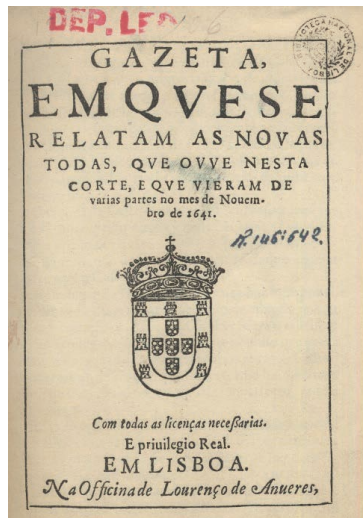 DEP. LEG.
GAZETA,
EM QVE SE
RELATAM AS NOVAS
TODAS, QVE OVVE NESTA
CORTE, E QVE VIERAM DE
varias partes no mes de Nouem-
bro de 1641.
R. 146:642.
Com todas as licenças neceſſarias.
E priuilegio Real.
EM LISBOA.
Na Officina de Lourenço de Anueres,